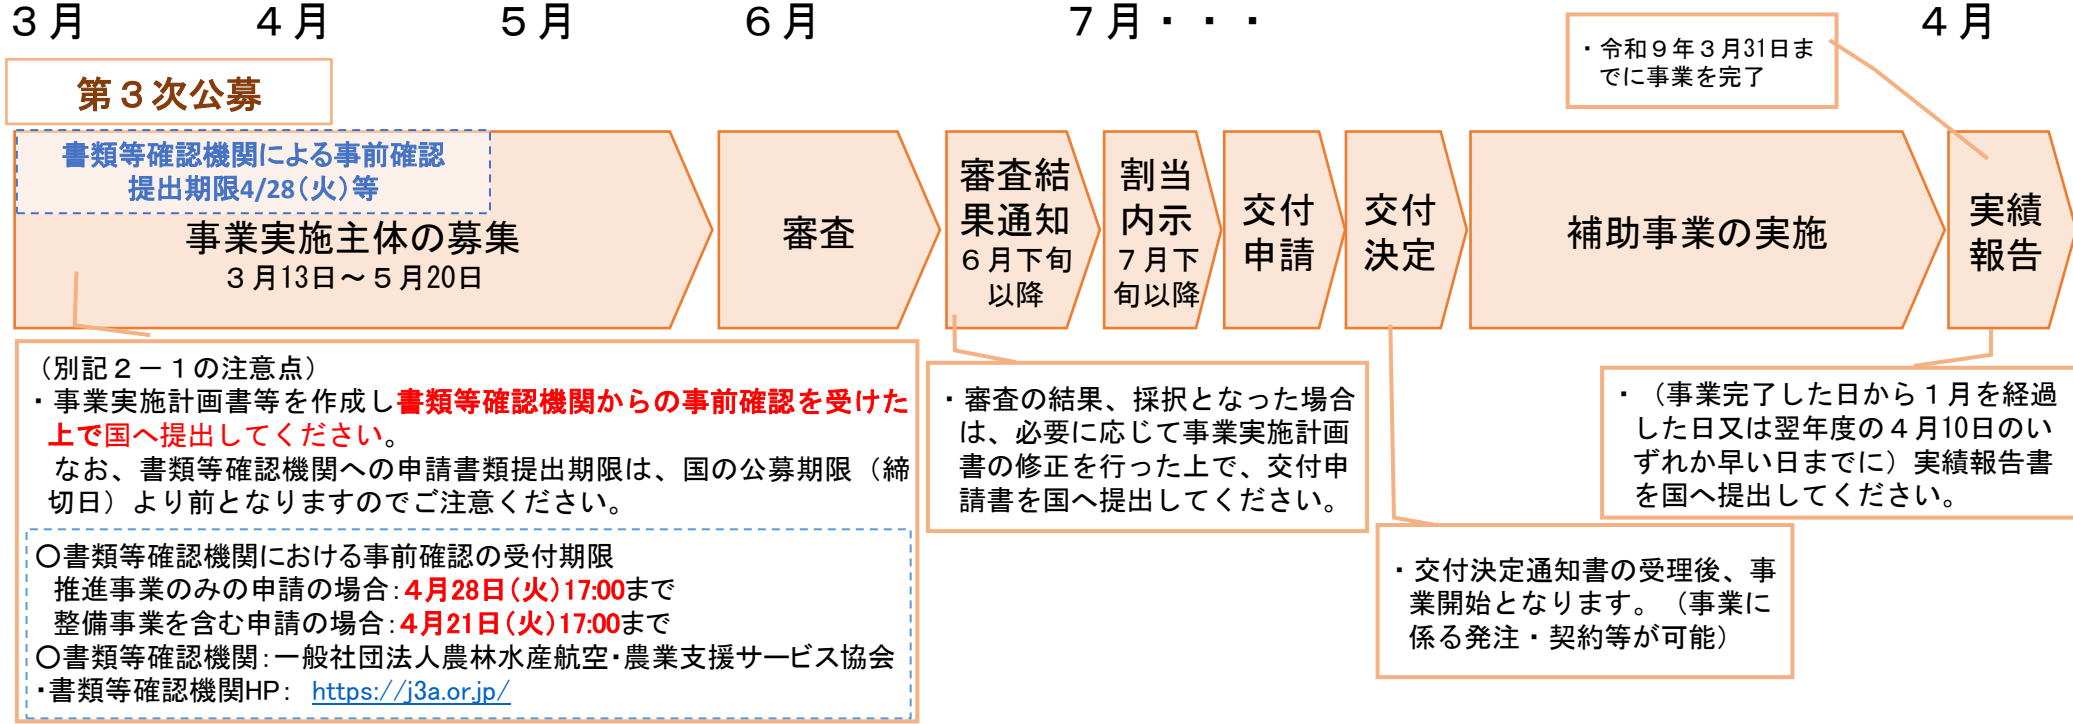 ３月
４月
５月
６月
７月・・・
４月
・令和９年３月31日ま
でに事業を完了
第３次公募
書類等確認機関による事前確認
提出期限4/28（火）等
事業実施主体の募集
３月13日～５月20日
審査
審査結
果通知
６月下旬
以降
割当
内示
７月下
旬以降
交付
申請
交付
決定
補助事業の実施
実績
報告
（別記２－１の注意点）
・事業実施計画書等を作成し書類等確認機関からの事前確認を受けた
上で国へ提出してください。
なお、書類等確認機関への申請書類提出期限は、国の公募期限（締
切日）より前となりますのでご注意ください。
〇書類等確認機関における事前確認の受付期限
推進事業のみの申請の場合：４月28日（火）17:00まで
整備事業を含む申請の場合：４月21日（火）17:00まで
〇書類等確認機関：一般社団法人農林水産航空・農業支援サービス協会
・書類等確認機関HP： https://j3a.or.jp/
・審査の結果、採択となった場合
は、必要に応じて事業実施計画
書の修正を行った上で、交付申
請書を国へ提出してください。
・交付決定通知書の受理後、事
業開始となります。（事業に
係る発注・契約等が可能）
・（事業完了した日から１月を経過
した日又は翌年度の４月10日のい
ずれか早い日までに）実績報告書
を国へ提出してください。